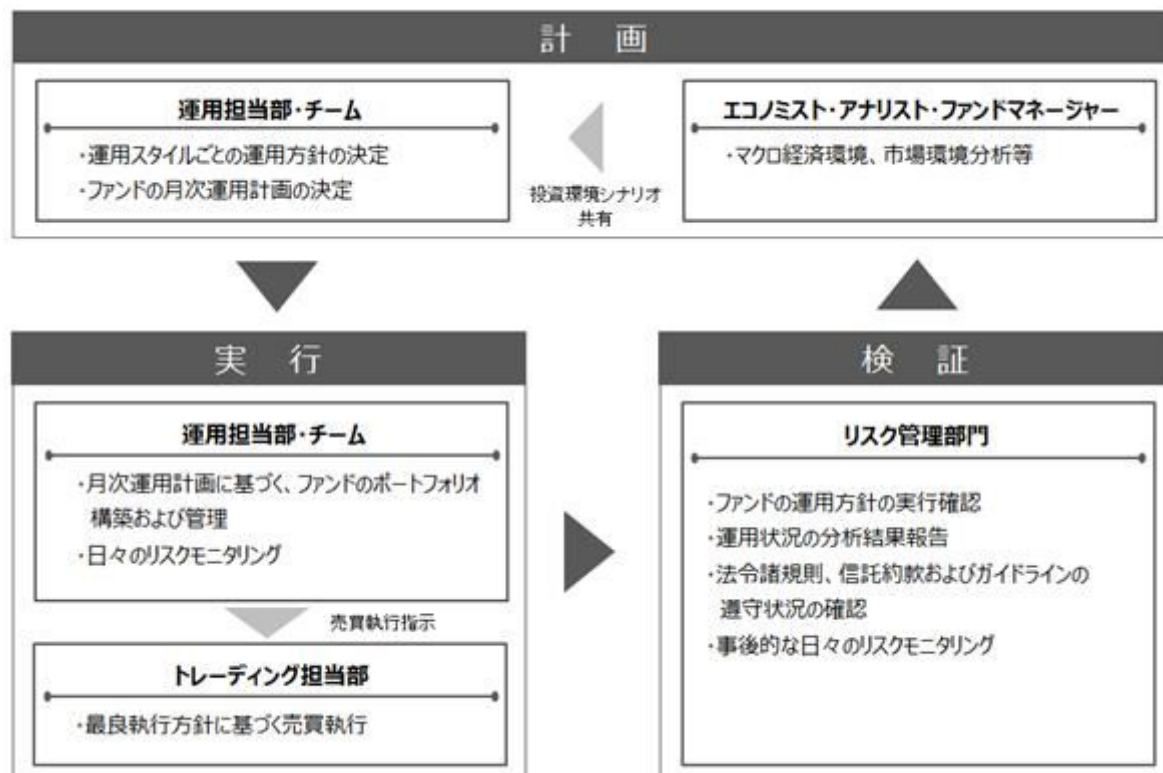 計 画
運用担当部・チーム
・運用スタイルごとの運用方針の決定
・ファンドの月次運用計画の決定
投資環境シナリオ
共有
エコノミスト・アナリスト・ファンドマネージャー
・マクロ経済環境、市場環境分析等
実 行
運用担当部・チーム
・月次運用計画に基づく、ファンドのポートフォリオ
構築および管理
・日々のリスクモニタリング
売買執行指示
トレーディング担当部
・最良執行方針に基づく売買執行
検 証
リスク管理部門
・ファンドの運用方針の実行確認
・運用状況の分析結果報告
・法令諸規則、信託約款およびガイドラインの
遵守状況の確認
・事後的な日々のリスクモニタリング